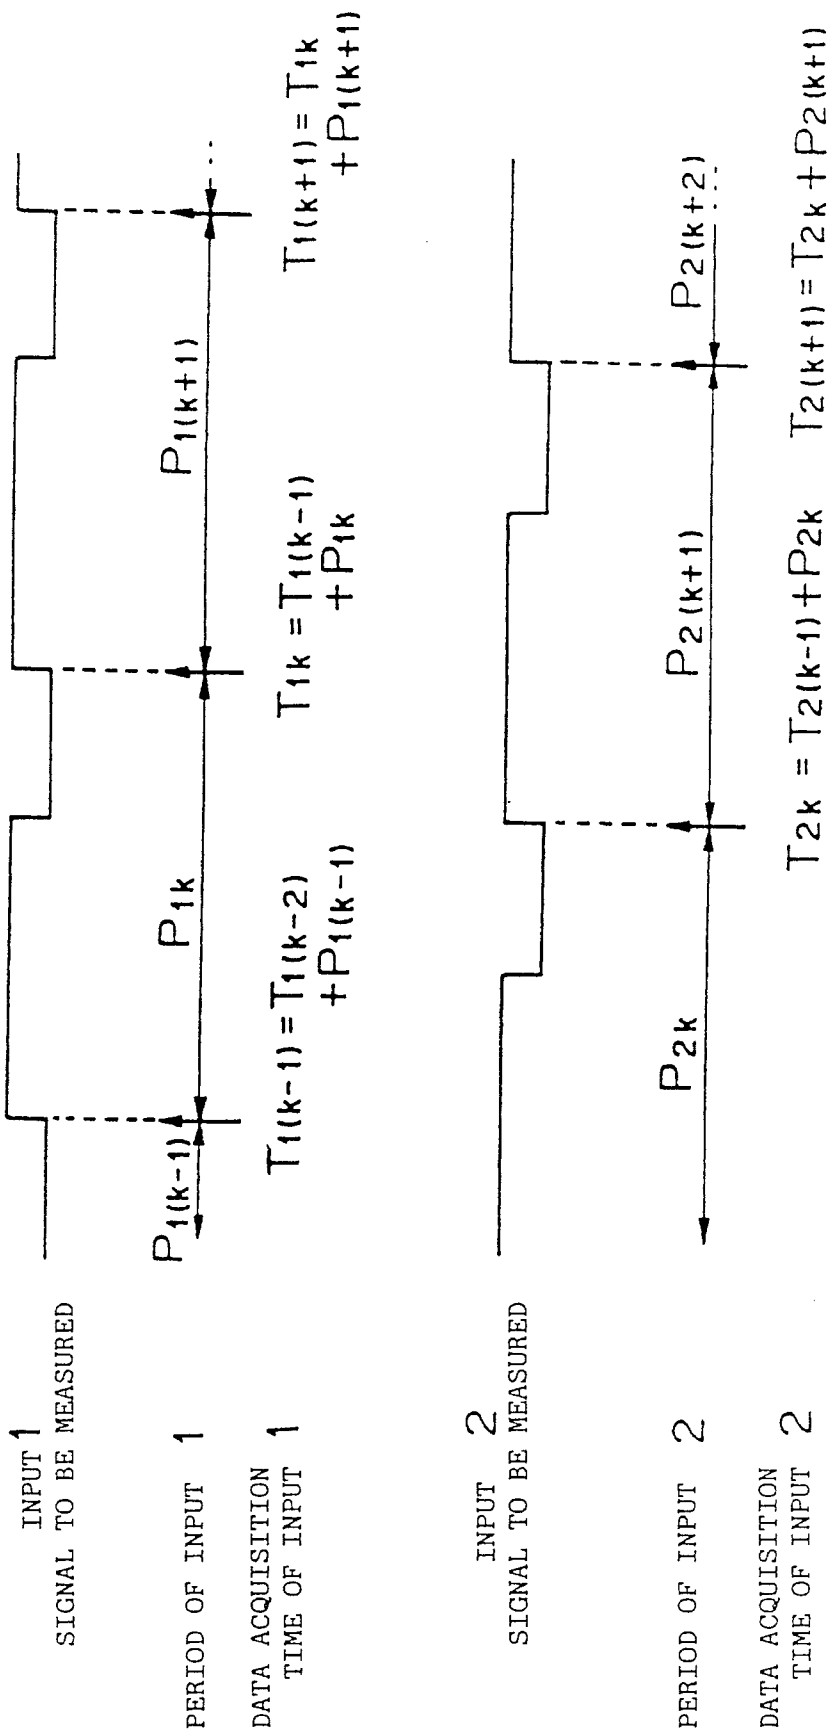 INPUT 1
SIGNAL TO BE MEASURED
PERIOD OF INPUT 1
P1(k-1)
P1k
P1(k+1)
DATA ACQUISITION
TIME OF INPUT 1
T1(k-1) = T1(k-2)
+P1(k-1)
T1k = T1(k-1)
+P1k
T1(k+1) = T1k
+P1(k+1)
INPUT 2
SIGNAL TO BE MEASURED
PERIOD OF INPUT 2
P2k
P2(k+1)
P2(k+2)
DATA ACQUISITION
TIME OF INPUT 2
T2k = T2(k-1)+P2k
T2(k+1) = T2k+P2(k+1)